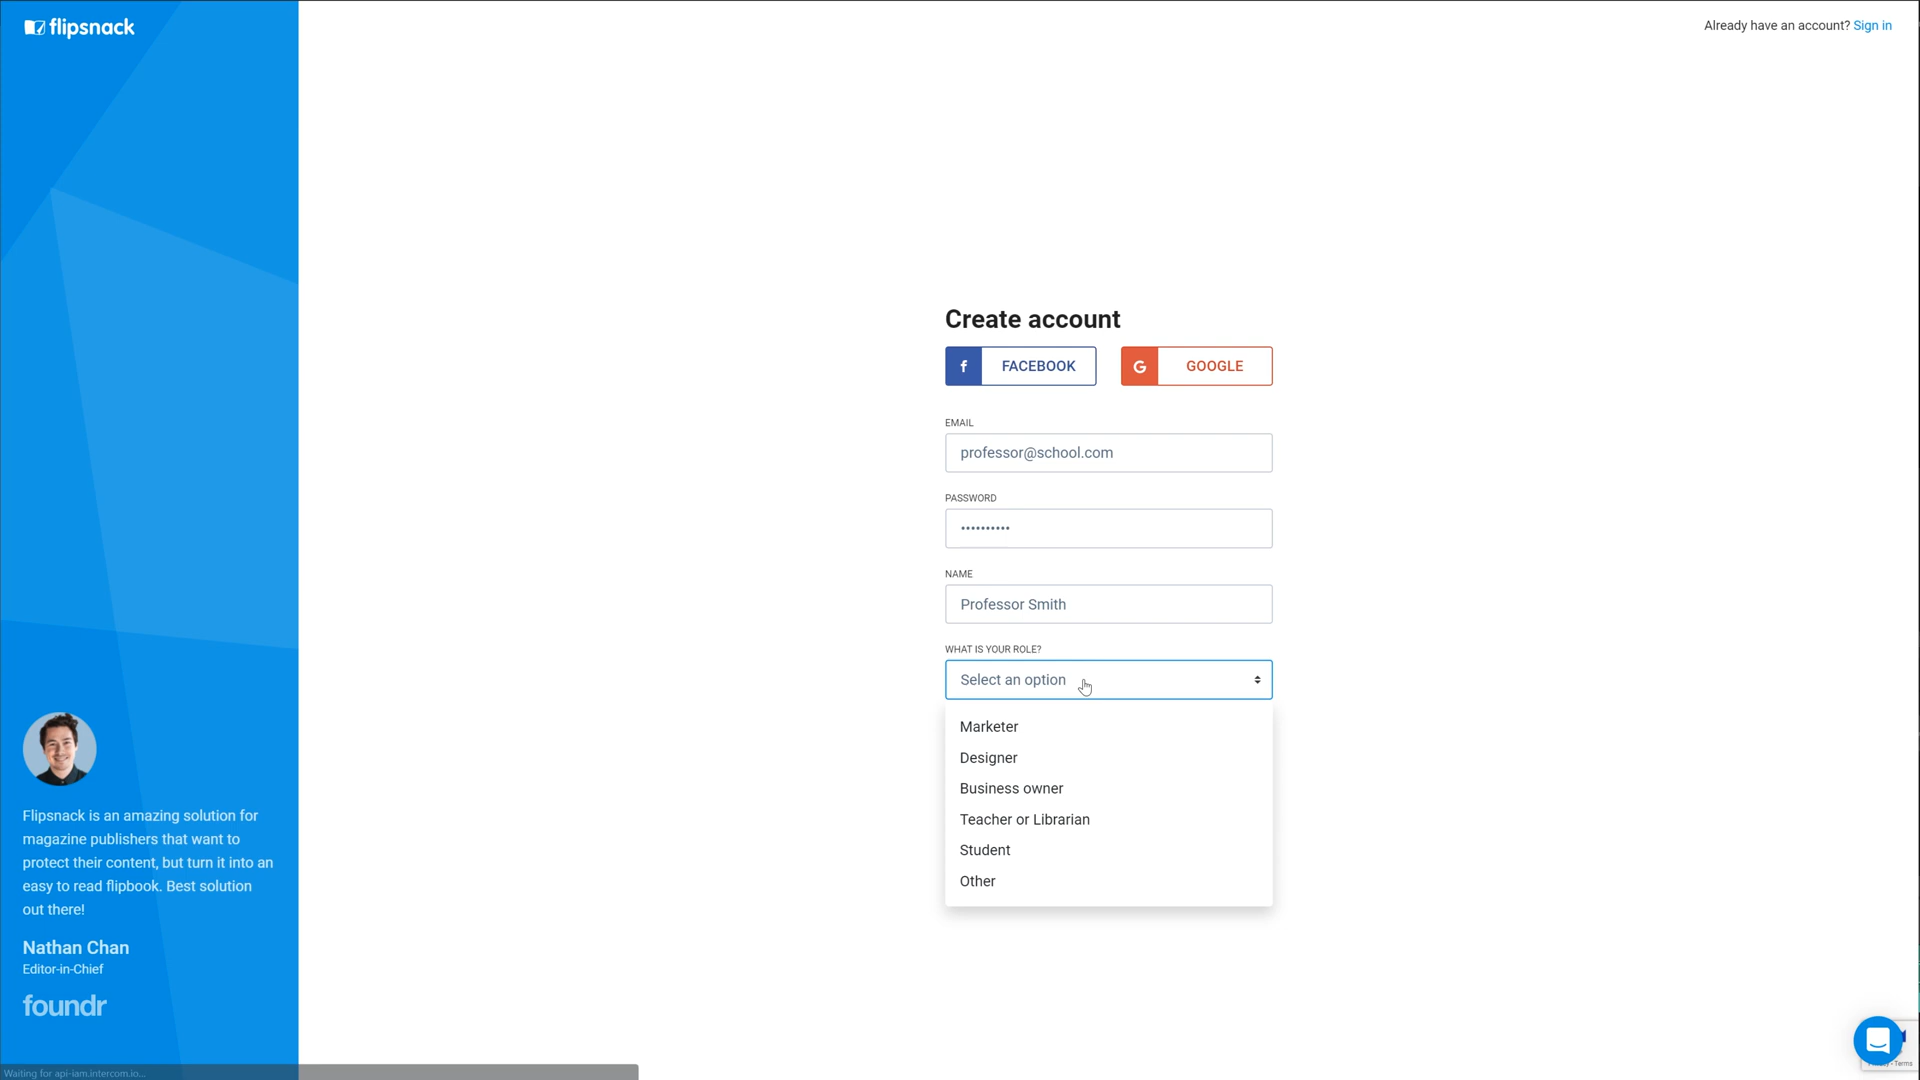 flipsnack
Already have an account? Sign in
Create account
f FACEBOOK
G GOOGLE
EMAIL
professor@school.com
PASSWORD
••••••••••
NAME
Professor Smith
WHAT IS YOUR ROLE?
Select an option
Marketer
Designer
Business owner
Teacher or Librarian
Student
Other
Flipsnack is an amazing solution for
magazine publishers that want to
protect their content, but turn it into an
easy to read flipbook. Best solution
out there!
Nathan Chan
Editor-in-Chief
foundr
Waiting for api-iam.intercom.io...
Terms